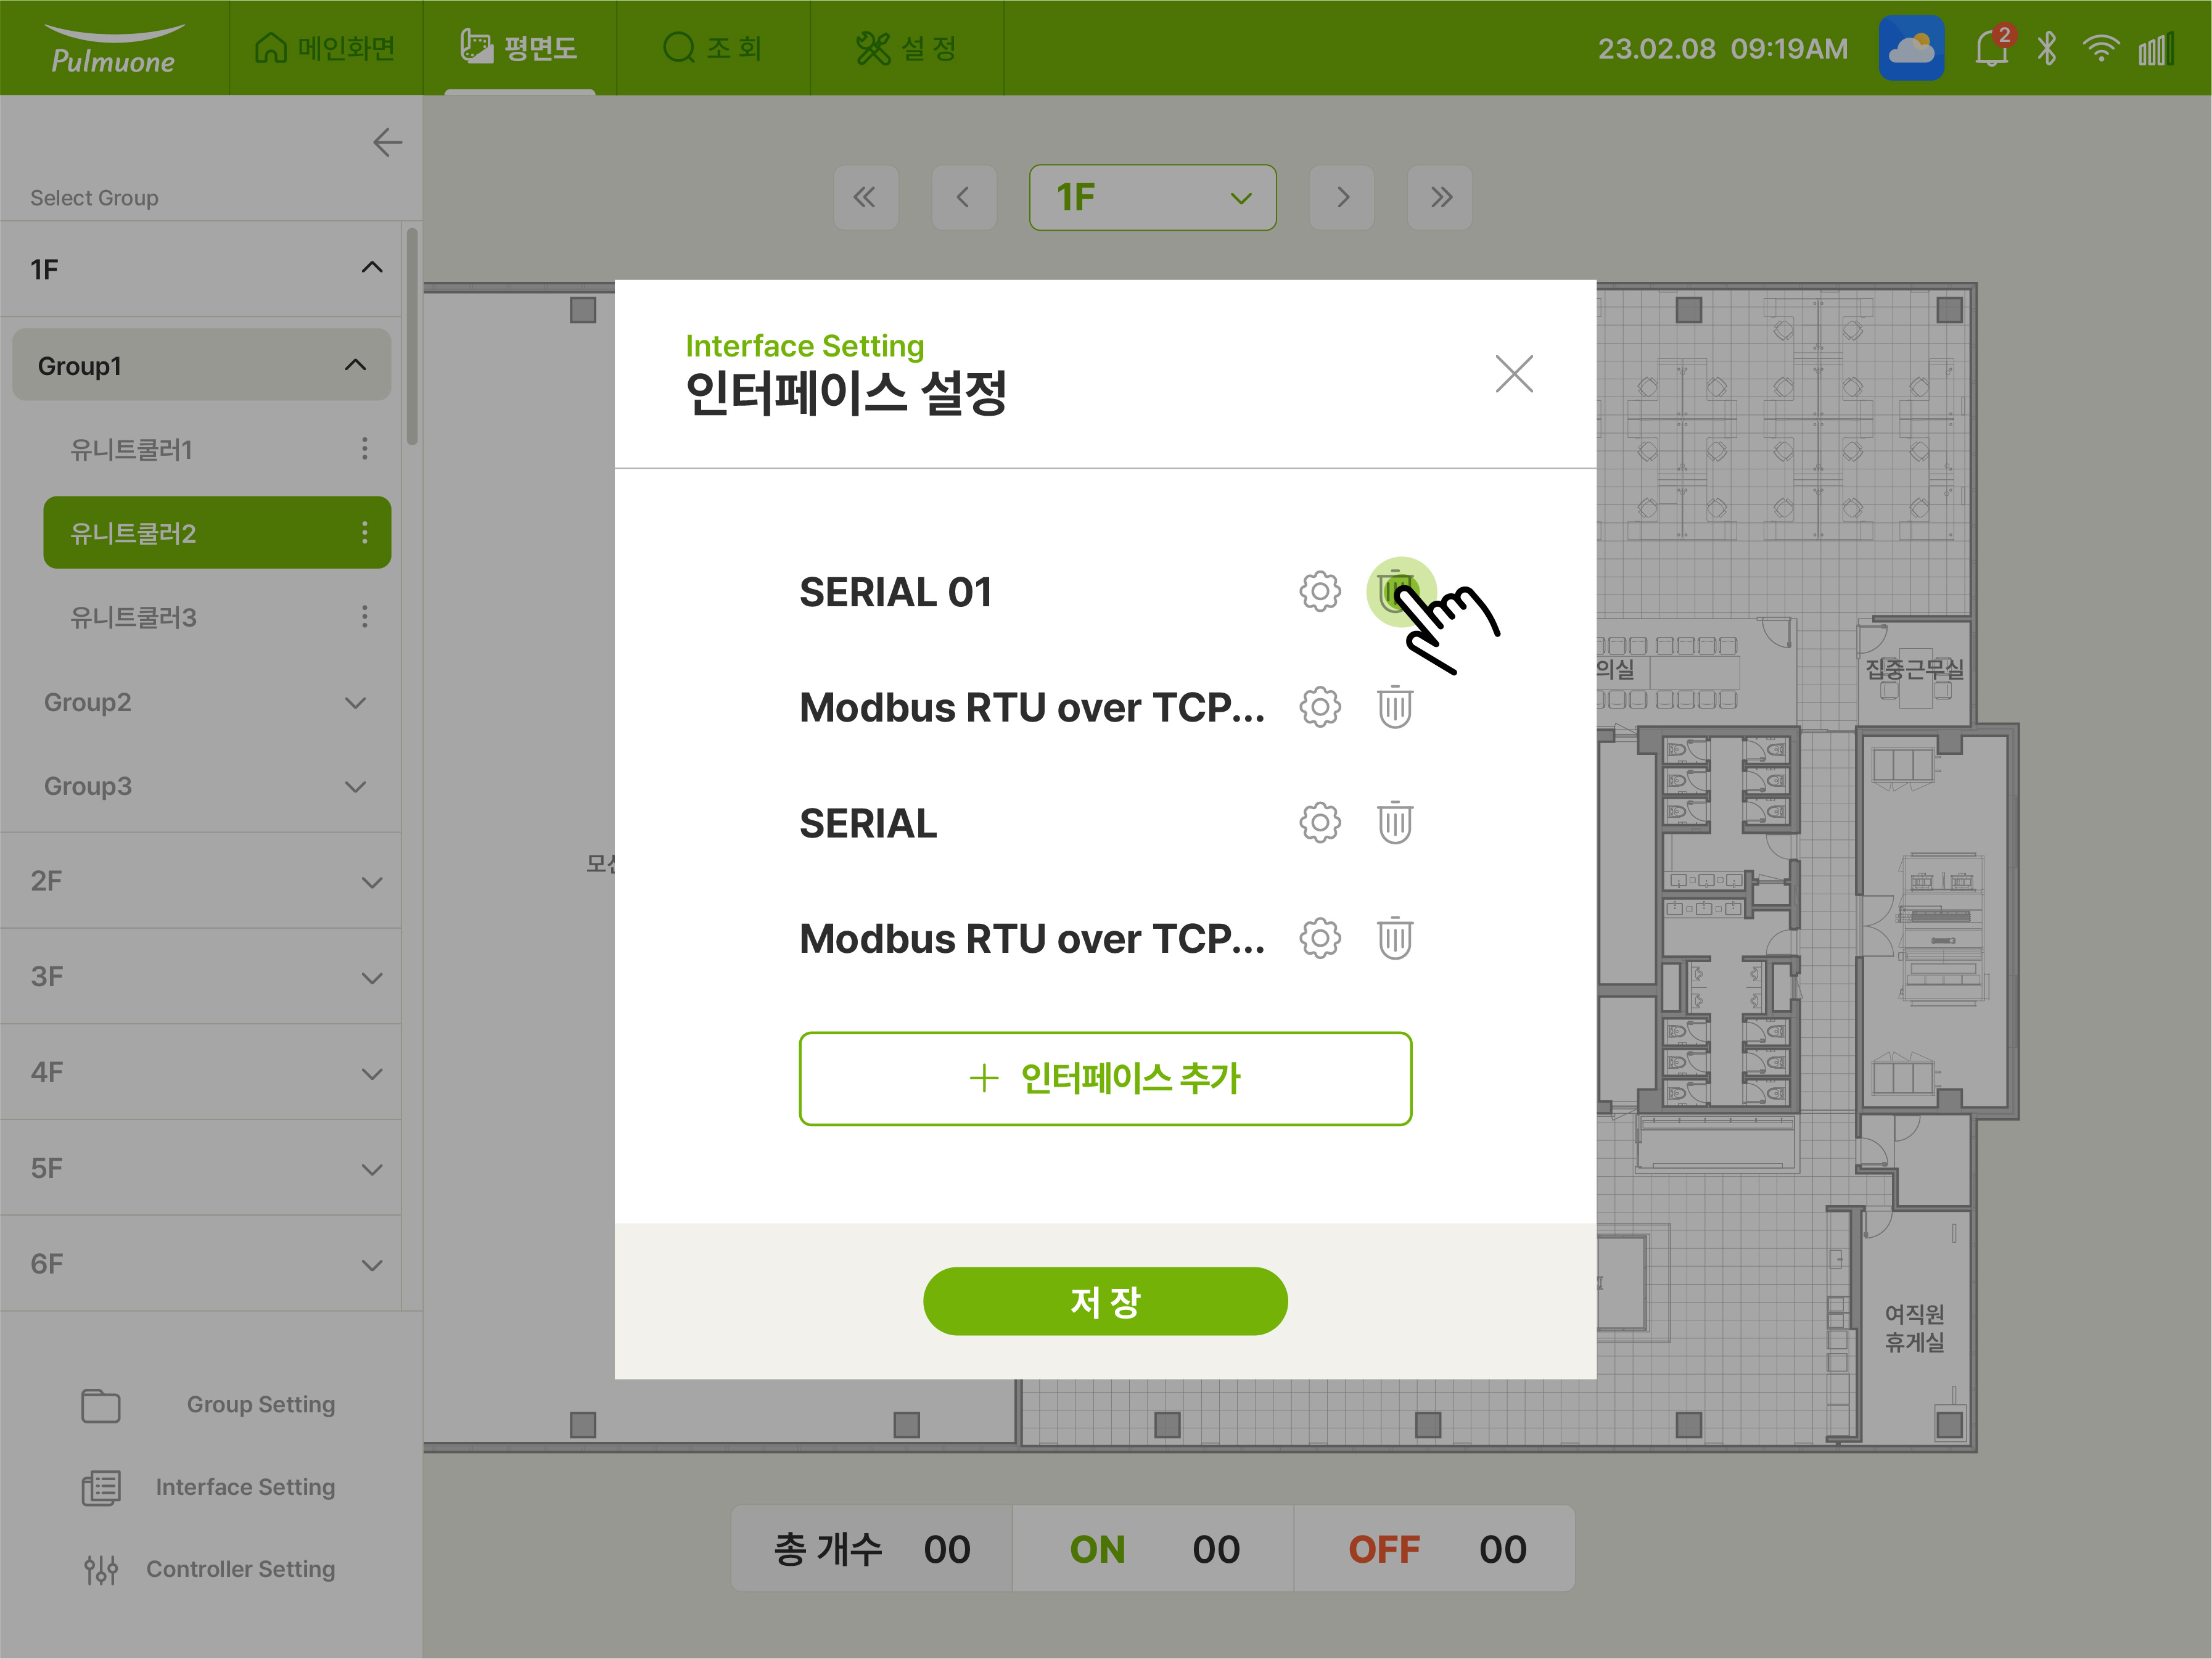 Pulmuone
메인화면
평면도
조 회
설 정
23.02.08 09:19AM
2
Select Group
1F
Group1
유니트쿨러1
유니트쿨러2
유니트쿨러3
Group2
Group3
2F
3F
4F
5F
6F
Group Setting
Interface Setting
Controller Setting
1F
Interface Setting
인터페이스 설정
SERIAL 01
Modbus RTU over TCP...
SERIAL
Modbus RTU over TCP...
+ 인터페이스 추가
저 장
의실
집중근무실
여직원
휴게실
총 개수 00
ON 00
OFF 00